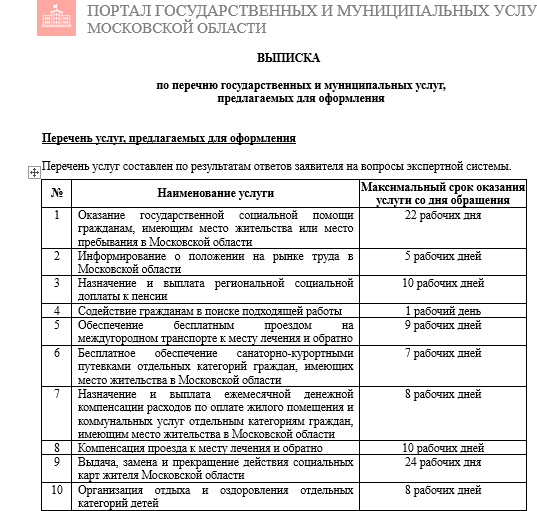 ПОРТАЛ ГОСУДАРСТВЕННЫХ И МУНИЦИПАЛЬНЫХ УСЛУ
МОСКОВСКОЙ ОБЛАСТИ
ВЫПИСКА
по перечню государственных и муниципальных услуг,
предлагаемых для оформления
Перечень услуг, предлагаемых для оформления
Перечень услуг составлен по результатам ответов заявителя на вопросы экспертной системы.
№ Наименование услуги Максимальный срок оказания
услуги со дня обращения
1 Оказание государственной социальной помощи 22 рабочих дня
гражданам, имеющим место жительства или место
пребывания в Московской области
2 Информирование о положении на рынке труда в 5 рабочих дней
Московской области
3 Назначение и выплата региональной социальной 10 рабочих дней
доплаты к пенсии
4 Содействие гражданам в поиске подходящей работы 1 рабочий день
5 Обеспечение бесплатным проездом на 9 рабочих дней
междугородном транспорте к месту лечения и обратно
6 Бесплатное обеспечение санаторно-курортными 7 рабочих дней
путевками отдельных категорий граждан, имеющих
место жительства в Московской области
7 Назначение и выплата ежемесячной денежной 8 рабочих дней
компенсации расходов по оплате жилого помещения и
коммунальных услуг отдельным категориям граждан,
имеющим место жительства в Московской области
8 Компенсация проезда к месту лечения и обратно 10 рабочих дней
9 Выдача, замена и прекращение действия социальных 24 рабочих дня
карт жителя Московской области
10 Организация отдыха и оздоровления отдельных 8 рабочих дней
категорий детей